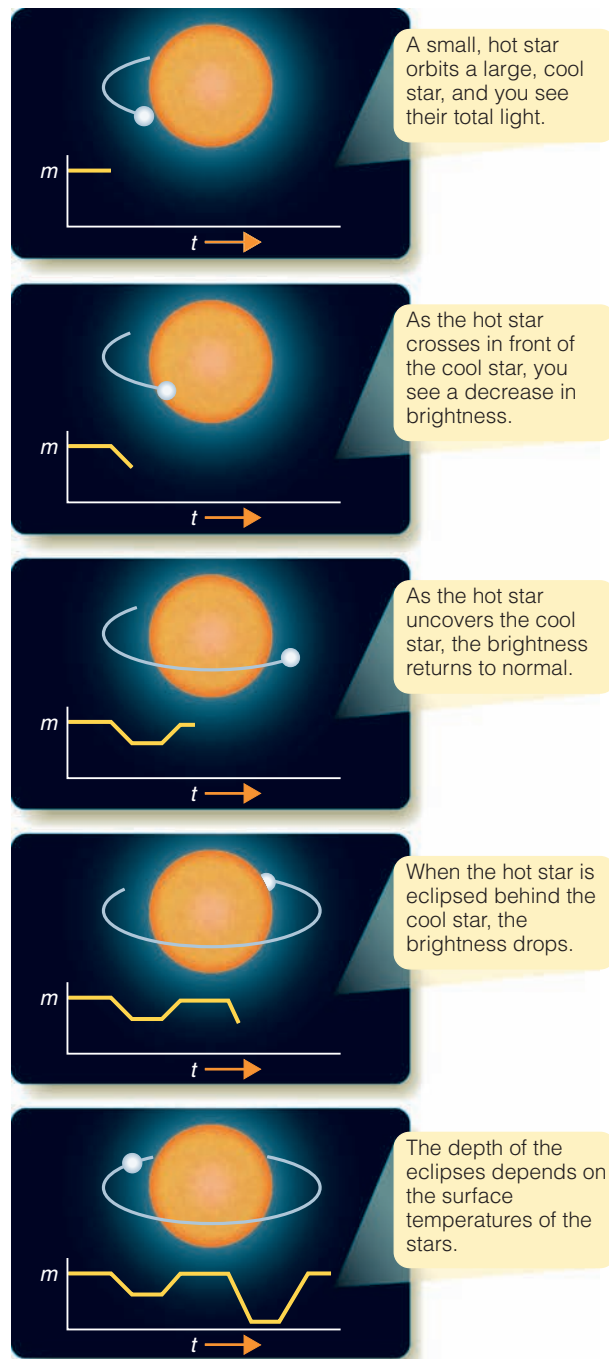 A small, hot star
orbits a large, cool
star, and you see
their total light.
m
t
As the hot star
crosses in front of
the cool star, you
see a decrease in
brightness.
m
t
As the hot star
uncovers the cool
star, the brightness
returns to normal.
m
t
When the hot star is
eclipsed behind the
cool star, the
brightness drops.
m
t
The depth of the
eclipses depends on
the surface
temperatures of the
stars.
m
t